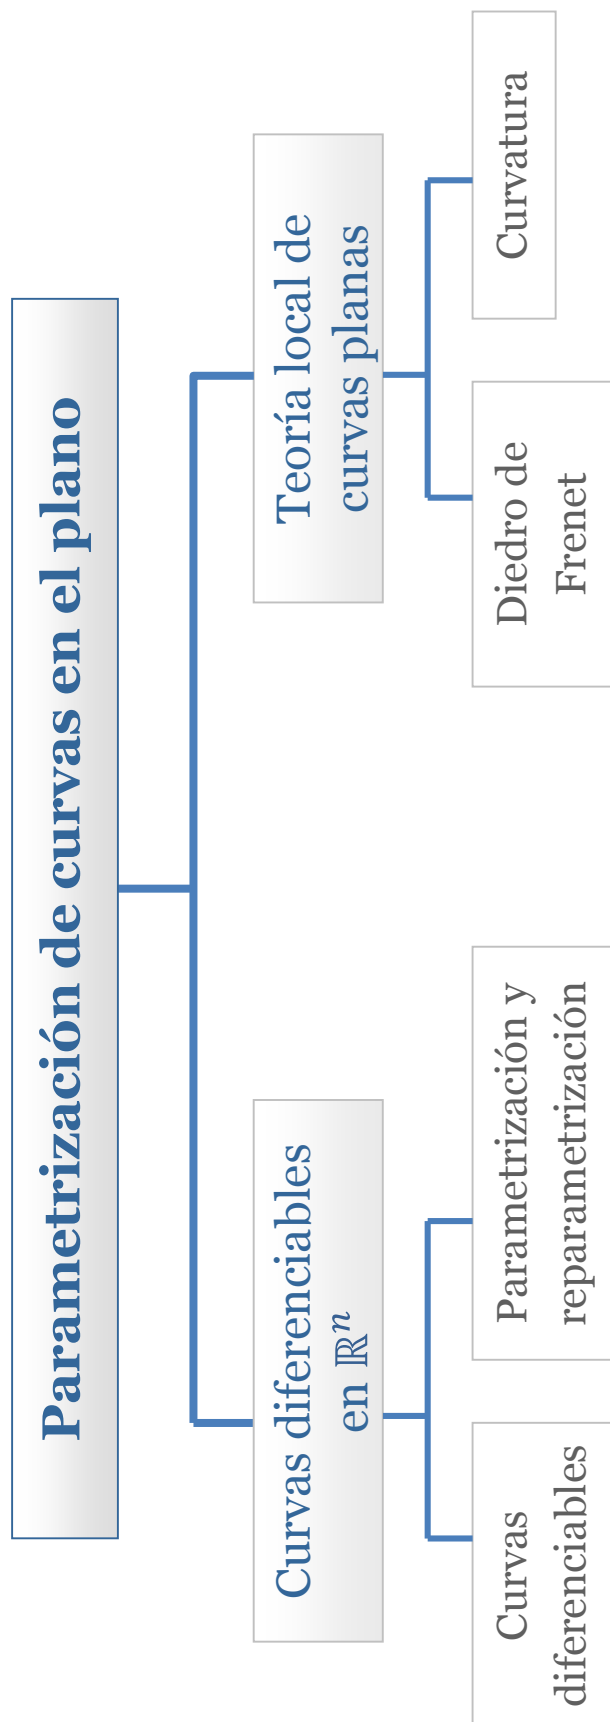 Parametrización de curvas en el plano
Curvas diferenciables
en ℝⁿ
Teoría local de
curvas planas
Curvas
diferenciables
Parametrización y
reparametrización
Diedro de
Frenet
Curvatura